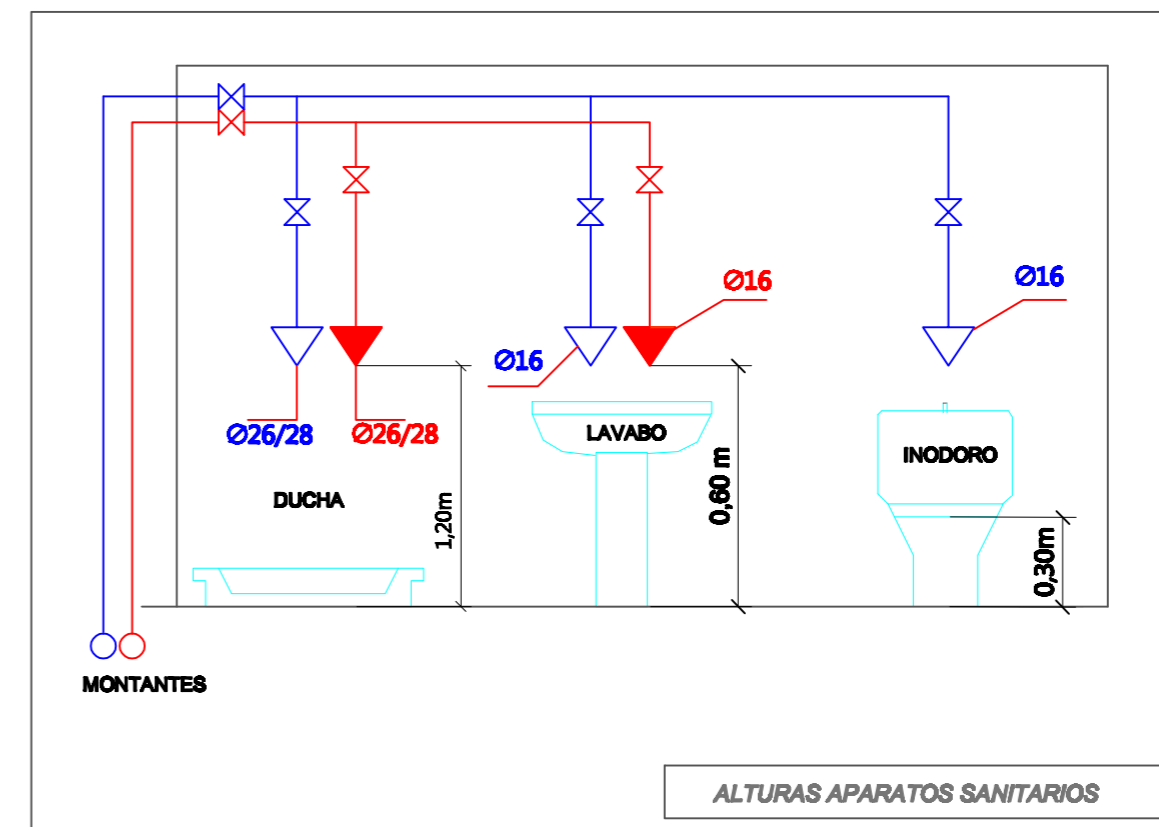 Ø16
Ø16
Ø16
Ø26/28
Ø26/28
LAVABO
INODORO
DUCHA
1,20m
0,60 m
0,30m
MONTANTES
ALTURAS APARATOS SANITARIOS